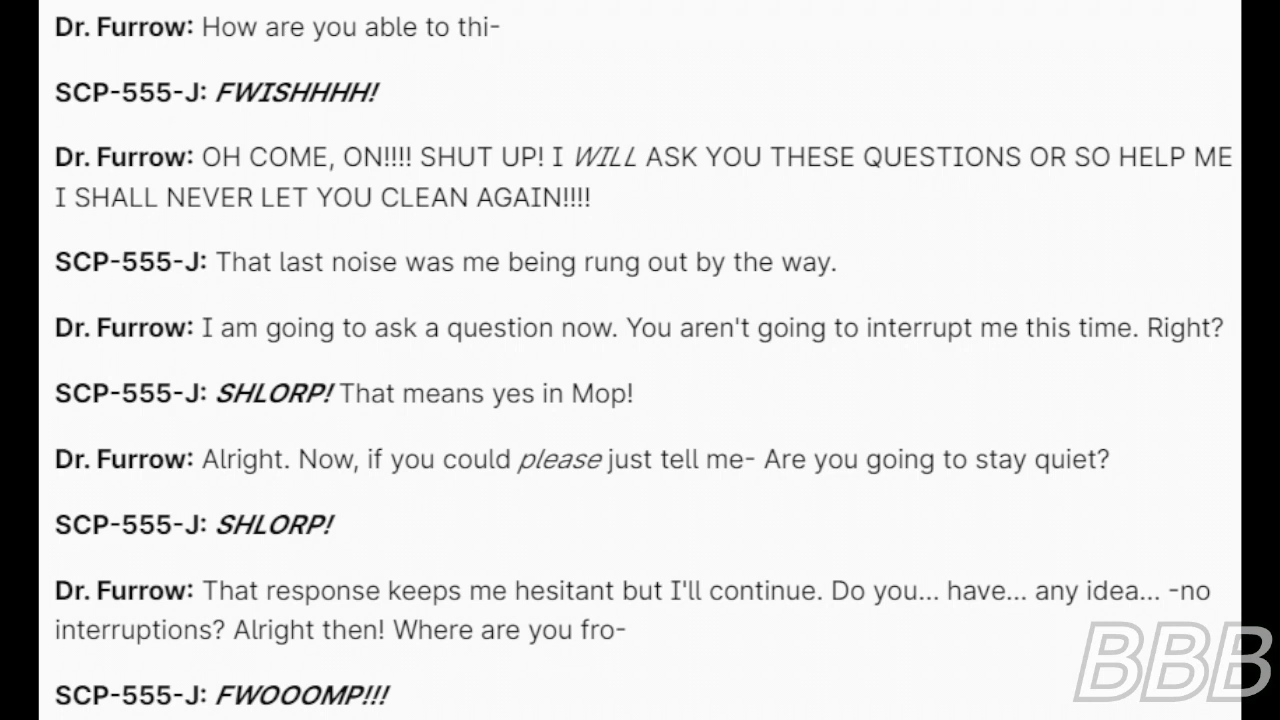 Dr. Furrow: How are you able to thi-
SCP-555-J: FWISHHHH!
Dr. Furrow: OH COME, ON!!!! SHUT UP! I WILL ASK YOU THESE QUESTIONS OR SO HELP ME
I SHALL NEVER LET YOU CLEAN AGAIN!!!!
SCP-555-J: That last noise was me being rung out by the way.
Dr. Furrow: I am going to ask a question now. You aren't going to interrupt me this time. Right?
SCP-555-J: SHLORP! That means yes in Mop!
Dr. Furrow: Alright. Now, if you could please just tell me- Are you going to stay quiet?
SCP-555-J: SHLORP!
Dr. Furrow: That response keeps me hesitant but I'll continue. Do you... have... any idea... -no
interruptions? Alright then! Where are you fro-
SCP-555-J: FWOOOMP!!!
BBB